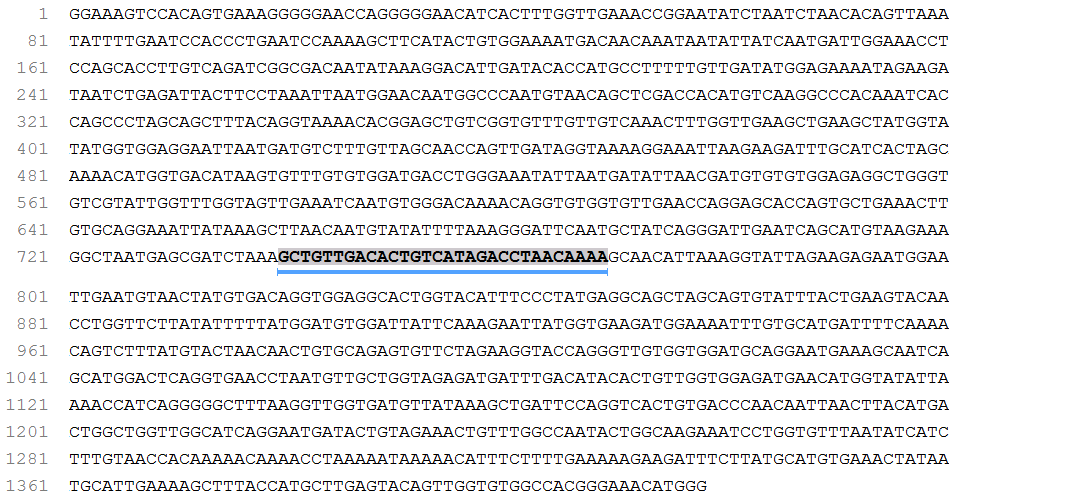 1 GGAAAGTCCACAGTGAAAGGGGGAACCAGGGGGAACATCACTTTGGTTGAAACCGGAATATCTAATCTAACACAGTTAAA
81 TATTTTGAATCCACCCTGAATCCAAAAGCTTCATACTGTGGAAAATGACAACAAATAATATTATCAATGATTGGAAACCT
161 CCAGCACCTTGTCAGATCGGCGACAATATAAAGGACATTGATACACCATGCCTTTTTGTTGATATGGAGAAAATAGAAGA
241 TAATCTGAGATTACTTCCTAAATTAATGGAACAATGGCCCAATGTAACAGCTCGACCACATGTCAAGGCCCACAAATCAC
321 CAGCCCTAGCAGCTTTACAGGTAAAACACGGAGCTGTCGGTGTTTGTTGTCAAACTTTGGTTGAAGCTGAAGCTATGGTA
401 TATGGTGGAGGAATTAATGATGTCTTTGTTAGCAACCAGTTGATAGGTAAAAGGAAATTAAGAAGATTTGCATCACTAGC
481 AAAACATGGTGACATAAGTGTTTGTGTGGATGACCTGGGAAATATTAATGATATTAACGATGTGTGTGGAGAGGCTGGGT
561 GTCGTATTGGTTTGGTAGTTGAAATCAATGTGGGACAAAACAGGTGTGGTGTTGAACCAGGAGCACCAGTGCTGAAACTT
641 GTGCAGGAAATTATAAAGCTTAACAATGTATATTTTAAAGGGATTCAATGCTATCAGGGATTGAATCAGCATGTAAGAAA
721 GGCTAATGAGCGATCTAAAGCTGTTGACACTGTCATAGACCTAACAAAAGCAACATTAAAGGTATTAGAAGAGAATGGAA
801 TTGAATGTAACTATGTGACAGGTGGAGGCACTGGTACATTTCCCTATGAGGCAGCTAGCAGTGTATTTACTGAAGTACAA
881 CCTGGTTCTTATATTTTTATGGATGTGGATTATTCAAAGAATTATGGTGAAGATGGAAAATTTGTGCATGATTTTCAAAA
961 CAGTCTTTATGTACTAACAACTGTGCAGAGTGTTCTAGAAGGTACCAGGGTTGTGGTGGATGCAGGAATGAAAGCAATCA
1041 GCATGGACTCAGGTGAACCTAATGTTGCTGGTAGAGATGATTTGACATACACTGTTGGTGGAGATGAACATGGTATATTA
1121 AAACCATCAGGGGGCTTTAAGGTTGGTGATGTTATAAAGCTGATTCCAGGTCACTGTGACCCAACAATTAACTTACATGA
1201 CTGGCTGGTTGGCATCAGGAATGATACTGTAGAAACTGTTTGGCCAATACTGGCAAGAAATCCTGGTGTTTAATATCATC
1281 TTTGTAACCACAAAAACAAAACCTAAAAATAAAAACATTTCTTTTGAAAAAGAAGATTTCTTATGCATGTGAAACTATAA
1361 TGCATTGAAAAGCTTTACCATGCTTGAGTACAGTTGGTGTGGCCACGGGAAACATGGG